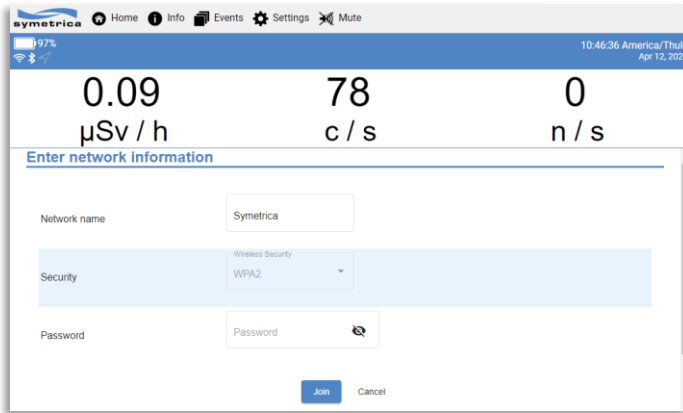 symetrica Home Info Events Settings Mute
97%
10:46:36 America/Thul
Apr 12, 202
0.09 78 0
μSv / h c / s n / s
Enter network information
Network name Symetrica
Wireless Security
Security WPA2
Password Password
Join Cancel